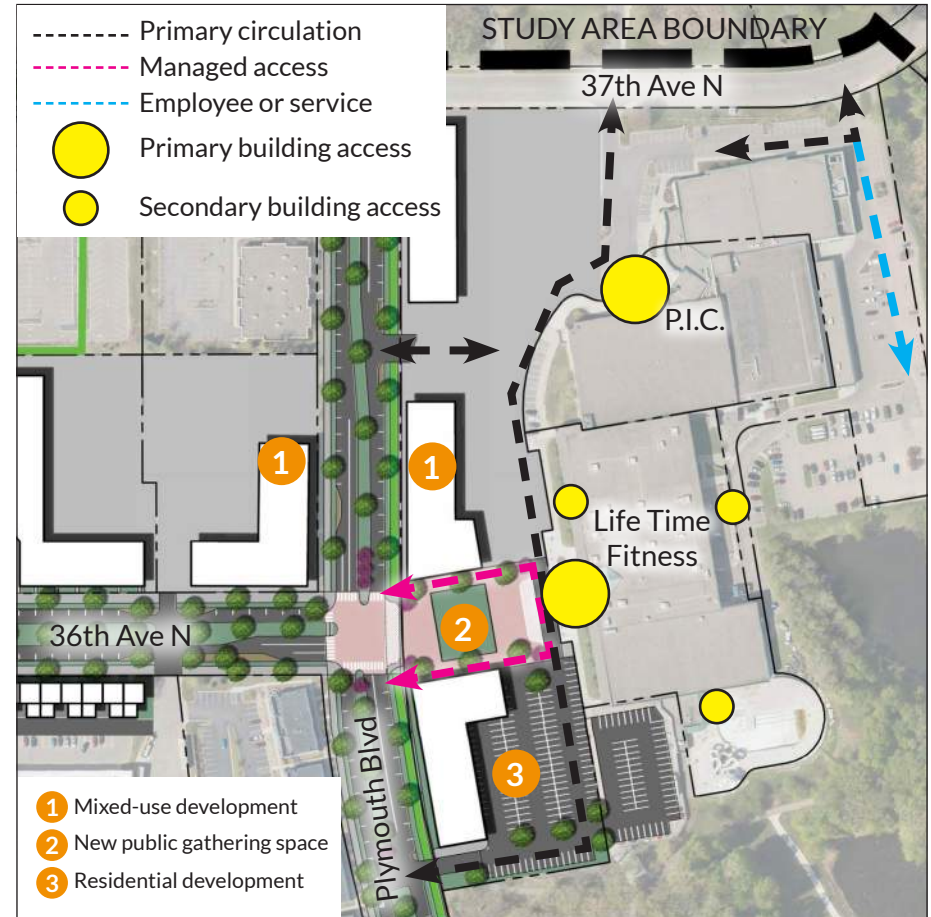 Primary circulation
Managed access
Employee or service
Primary building access
Secondary building access
STUDY AREA BOUNDARY
37th Ave N
P.I.C.
1
1
Life Time
Fitness
36th Ave N
2
3
Plymouth Blvd
1 Mixed-use development
2 New public gathering space
3 Residential development